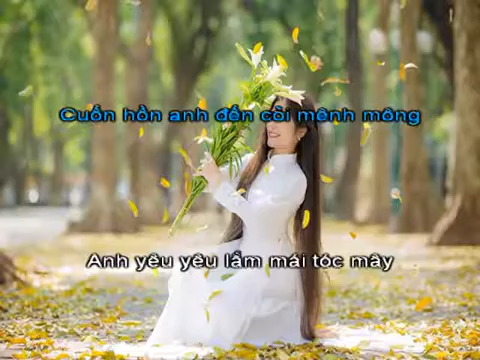 Cuốn hồn anh đến cõi mênh mông
Anh yêu yêu lắm mái tóc mây